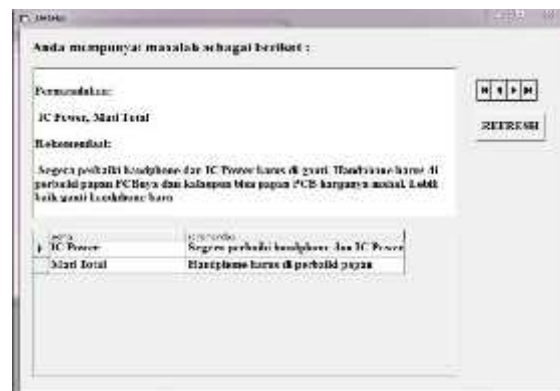 Anda mempunyai masalah sebagai berikut :
Permasalahan:
IC Power, Mati Total
REFRESH
Rekomendasi:
Segera perbaiki handphone dan IC Power harus di ganti. Handphone harus di
perbaiki papan PCBnya dan kalaupun bisa papan PCB harganya mahal. Lebih
baik ganti handphone baru
IC Power Segera perbaiki handphone dan IC Power
Mati Total Handphone harus di perbaiki papan